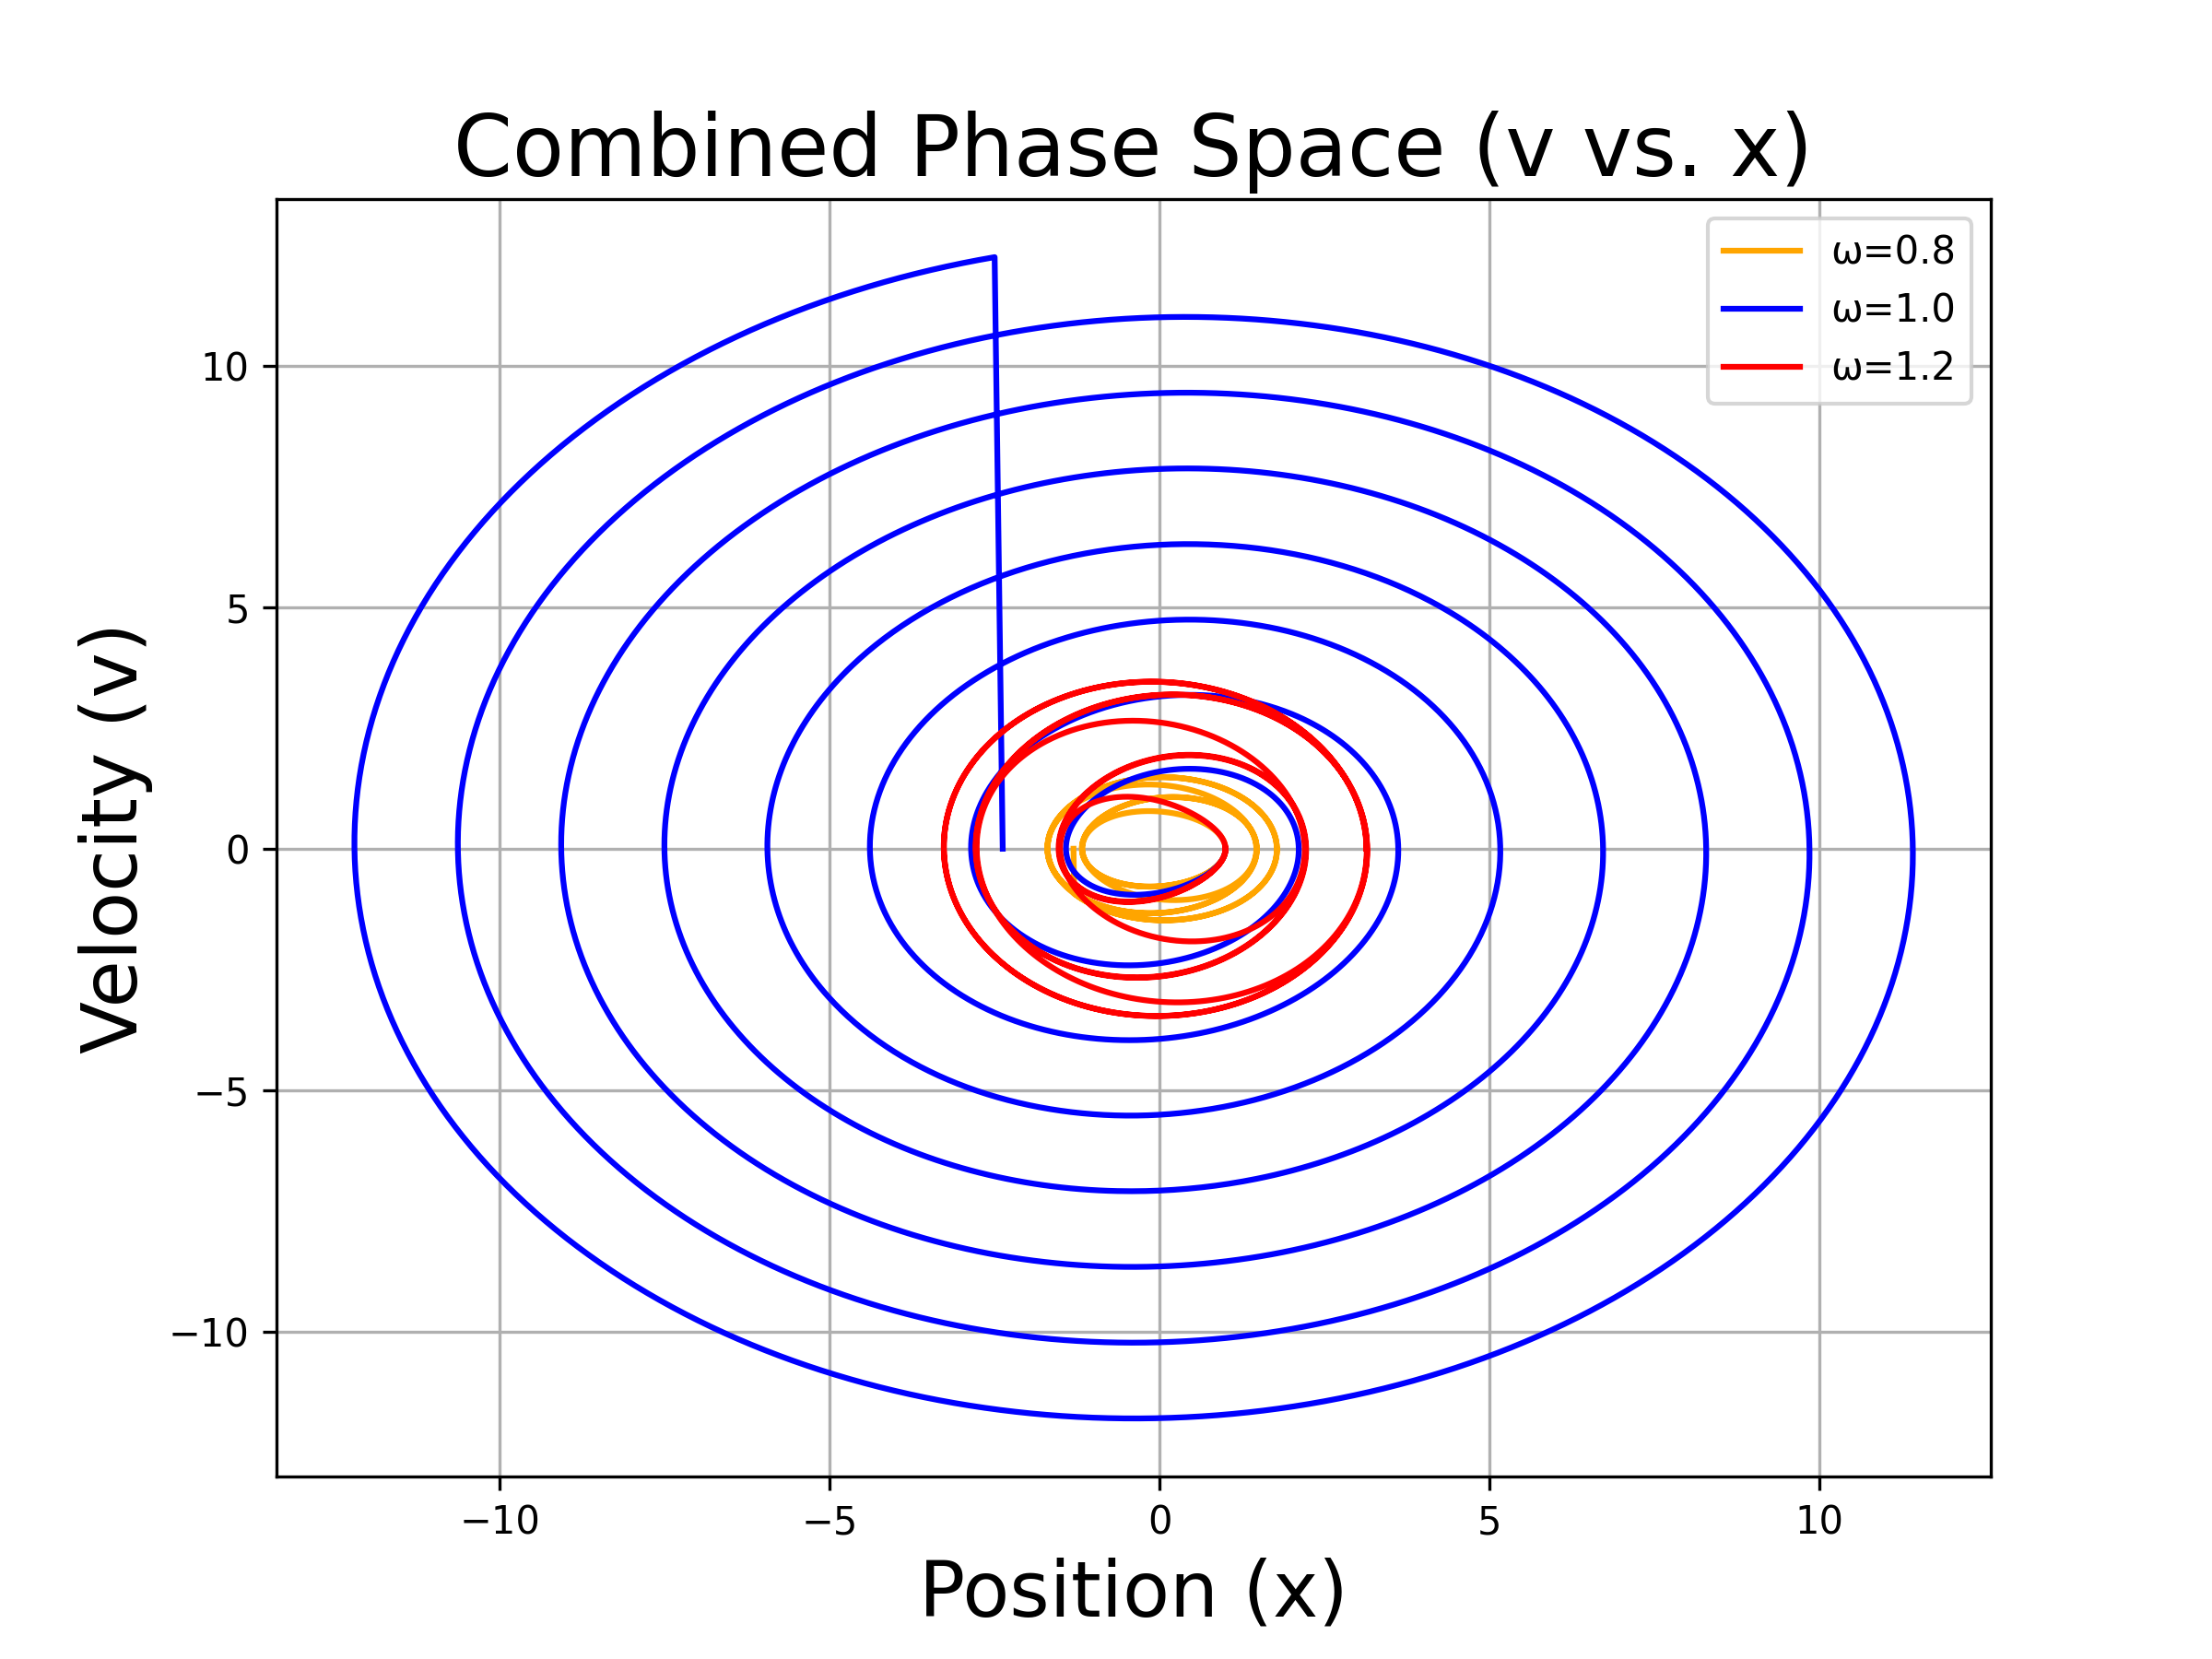 Combined Phase Space (v vs. x)
ω=0.8
ω=1.0
ω=1.2
10
5
0
−5
−10
Velocity (v)
−10
−5
0
5
10
Position (x)